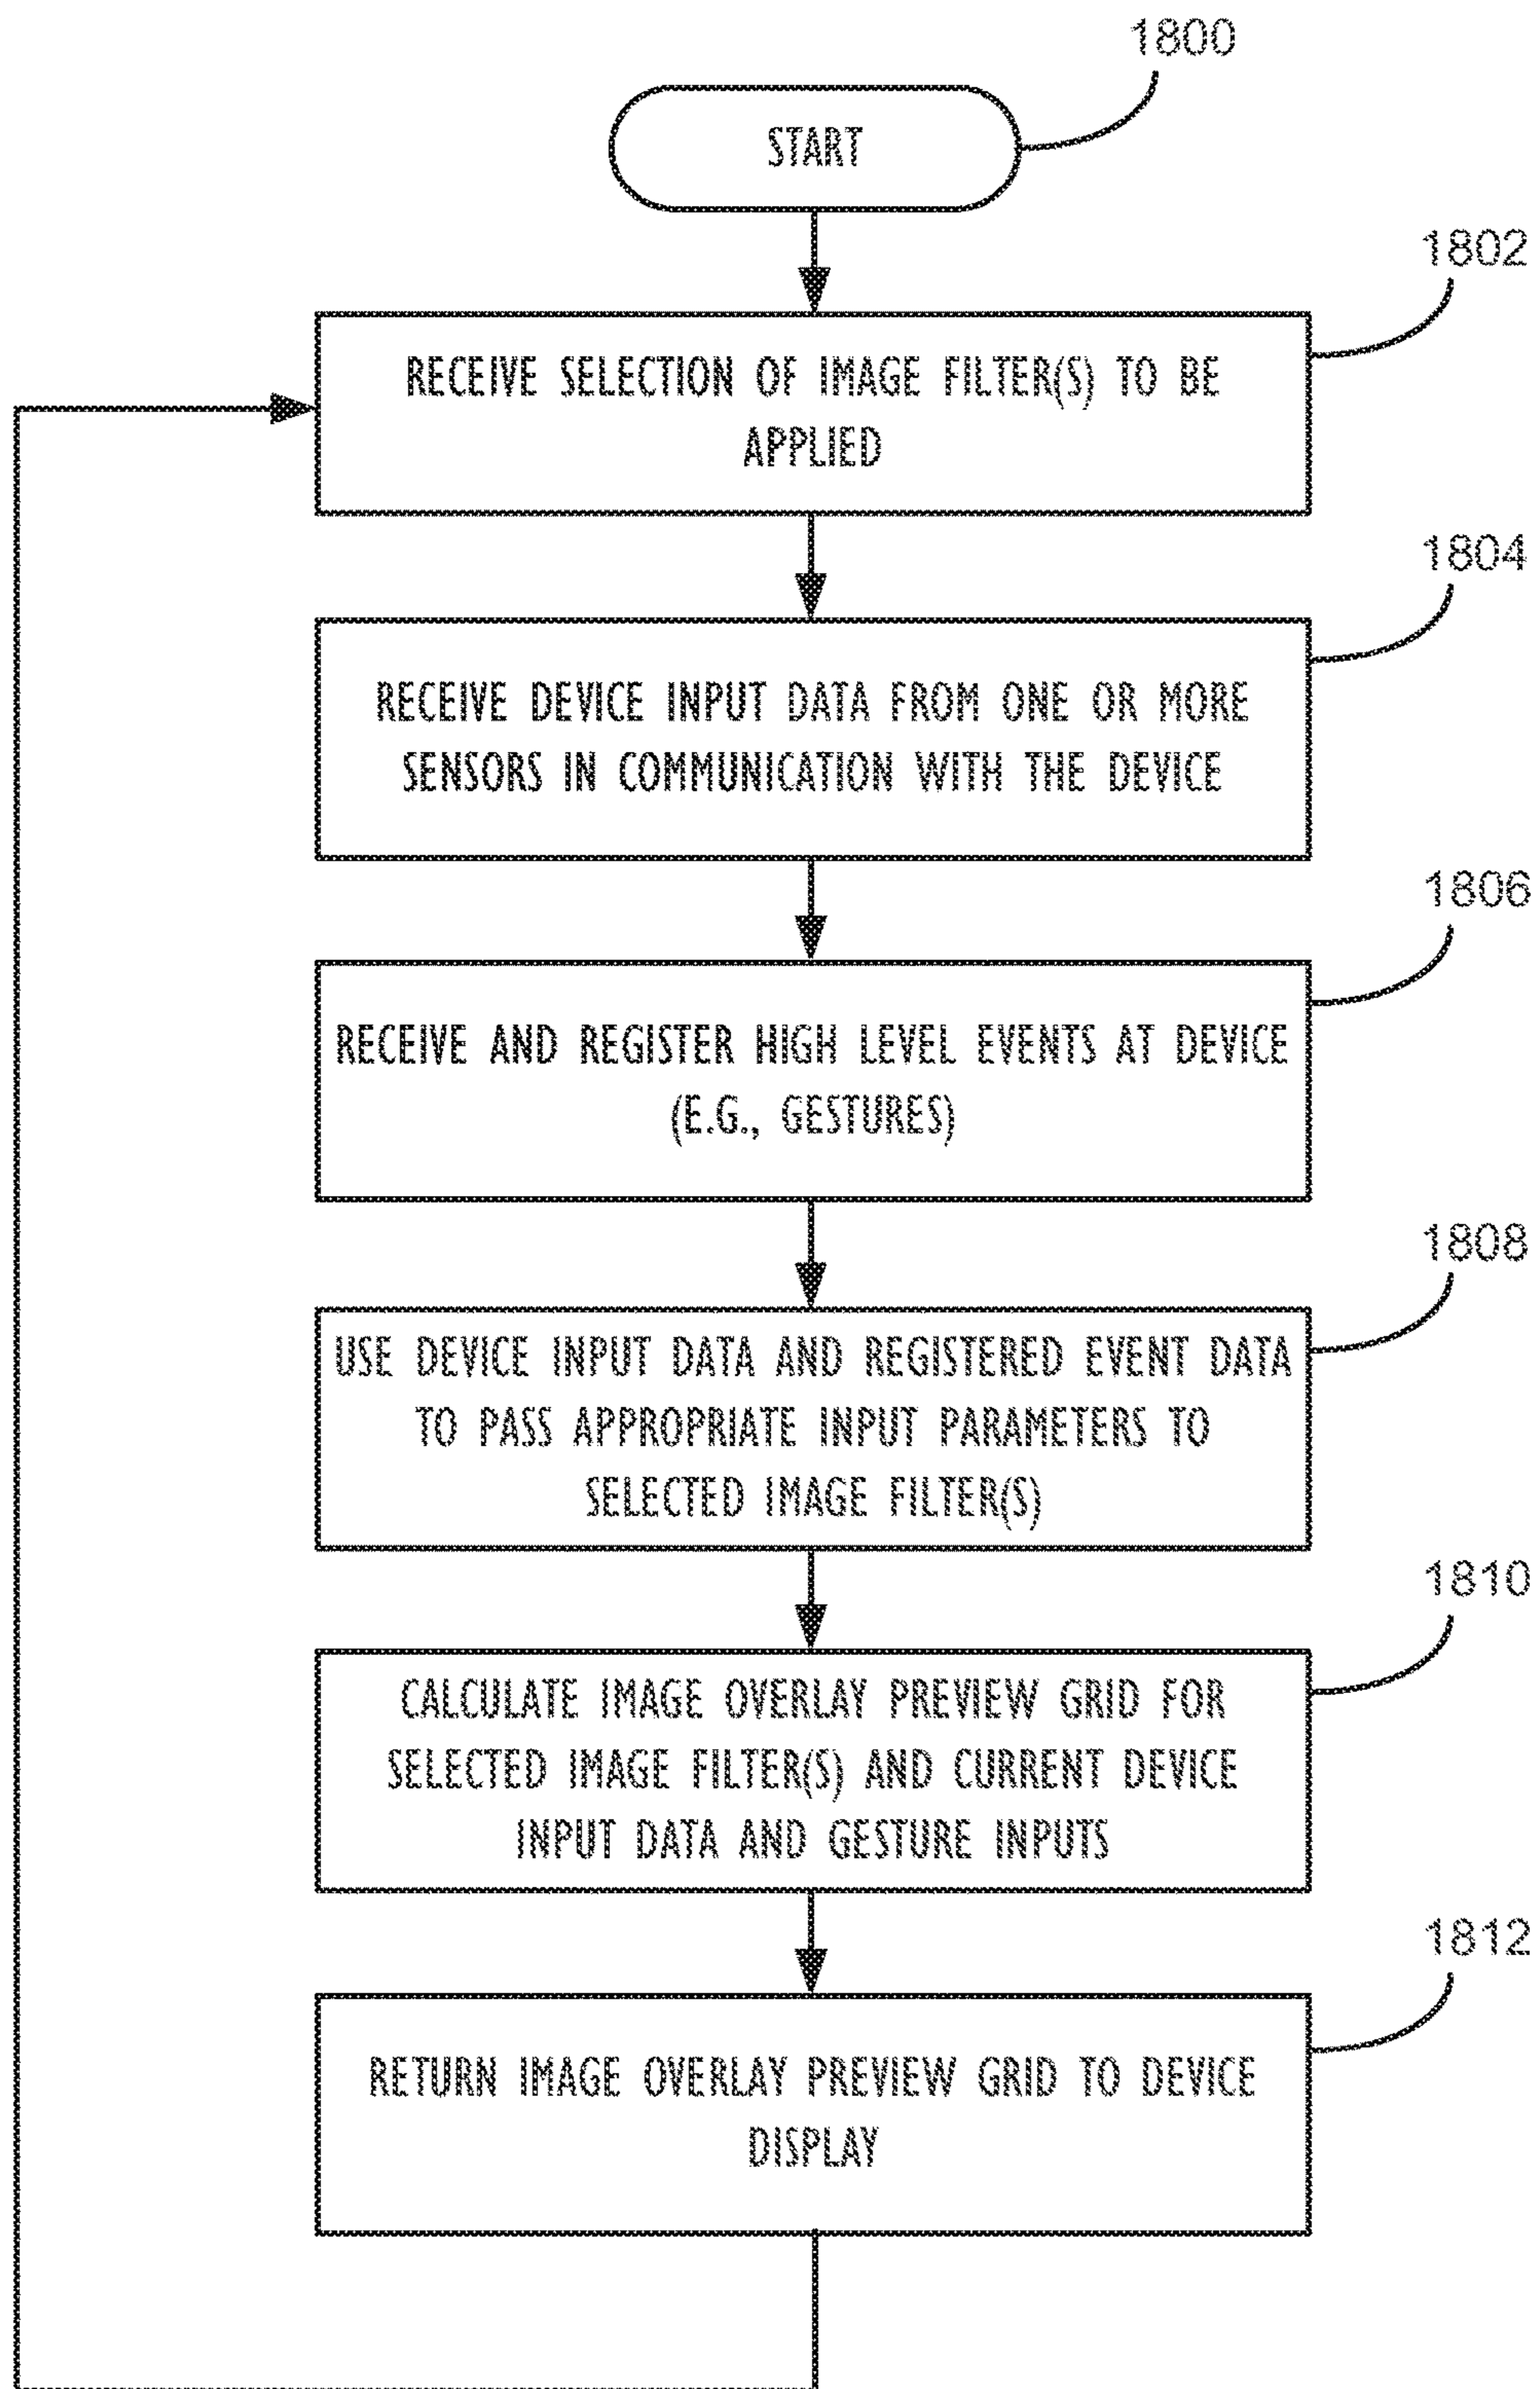 1800
START
1802
RECEIVE SELECTION OF IMAGE FILTER(S) TO BE
APPLIED
1804
RECEIVE DEVICE INPUT DATA FROM ONE OR MORE
SENSORS IN COMMUNICATION WITH THE DEVICE
1806
RECEIVE AND REGISTER HIGH LEVEL EVENTS AT DEVICE
(E.G., GESTURES)
1808
USE DEVICE INPUT DATA AND REGISTERED EVENT DATA
TO PASS APPROPRIATE INPUT PARAMETERS TO
SELECTED IMAGE FILTER(S)
1810
CALCULATE IMAGE OVERLAY PREVIEW GRID FOR
SELECTED IMAGE FILTER(S) AND CURRENT DEVICE
INPUT DATA AND GESTURE INPUTS
1812
RETURN IMAGE OVERLAY PREVIEW GRID TO DEVICE
DISPLAY